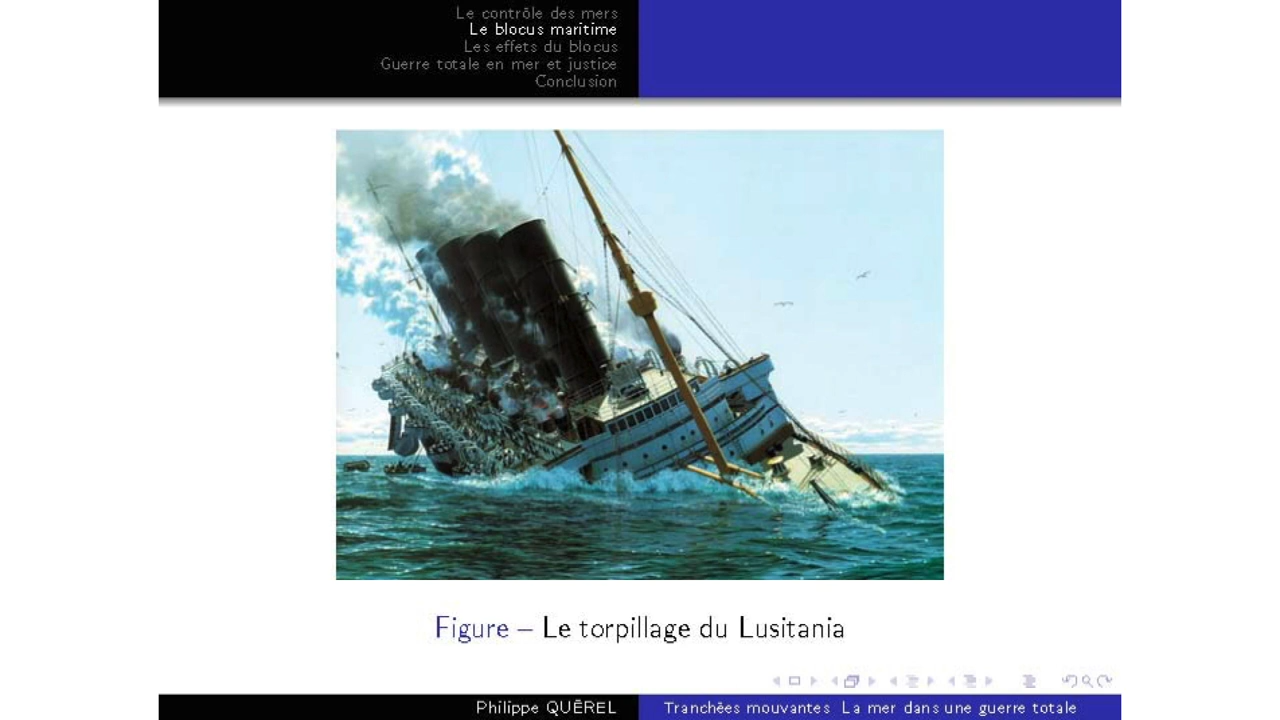 Le contrôle des mers
Le blocus maritime
Les effets du blocus
Guerre totale en mer et justice
Conclusion
Figure – Le torpillage du Lusitania
Philippe QUÉREL
Tranchées mouvantes La mer dans une guerre totale